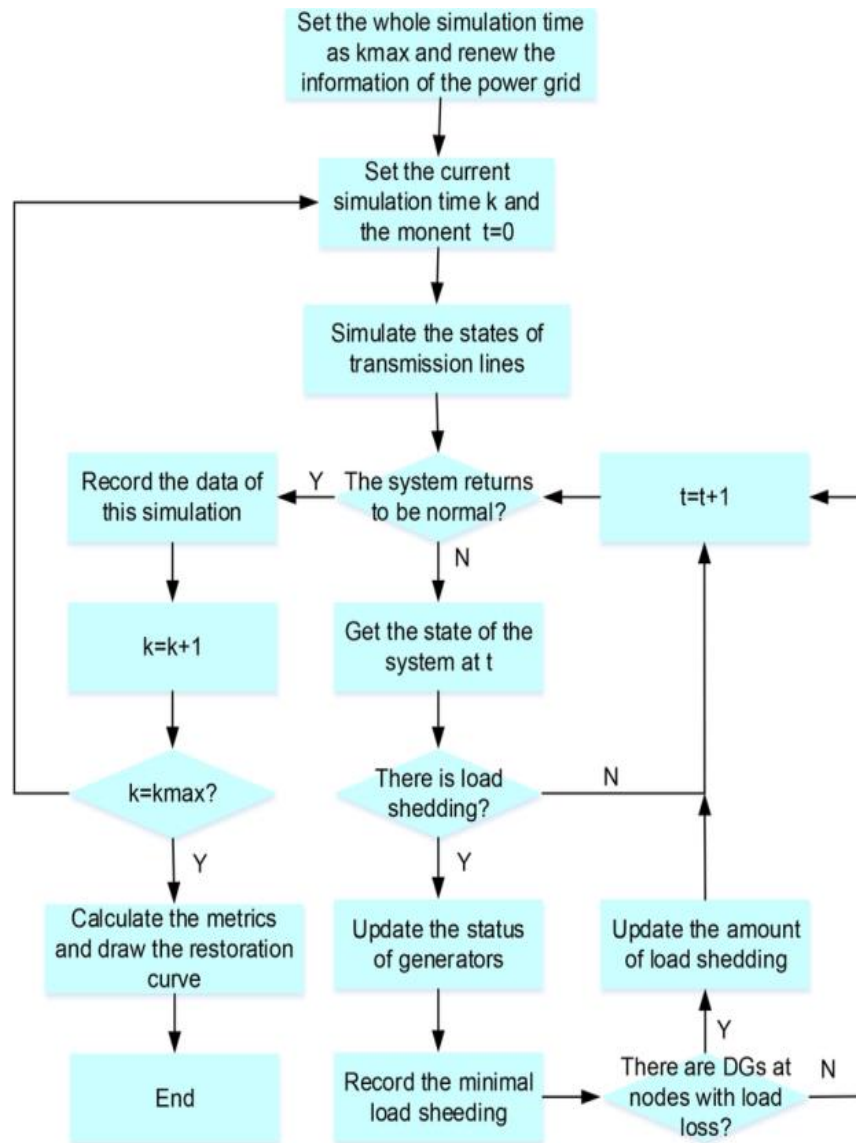 Set the whole simulation time
as kmax and renew the
information of the power grid
Set the current
simulation time k and
the monent t=0
Simulate the states of
transmission lines
Record the data of
this simulation
Y
The system returns
to be normal?
t=t+1
N
k=k+1
Get the state of the
system at t
k=kmax?
There is load
shedding?
N
Y
Y
Calculate the metrics
and draw the restoration
curve
Update the status
of generators
Update the amount
of load shedding
Y
End
Record the minimal
load sheeding
There are DGs at
nodes with load
loss?
N